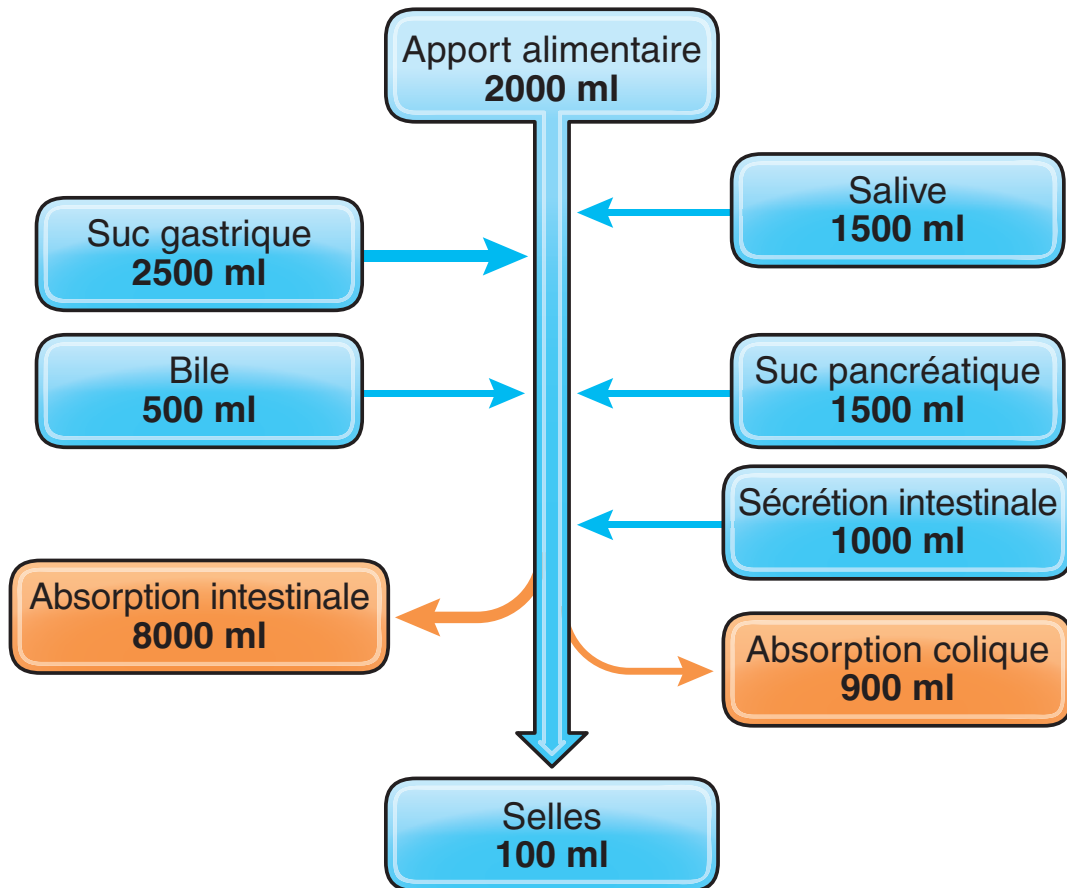 Apport alimentaire
2000 ml
Salive
1500 ml
Suc gastrique
2500 ml
Bile
500 ml
Suc pancréatique
1500 ml
Sécrétion intestinale
1000 ml
Absorption intestinale
8000 ml
Absorption colique
900 ml
Selles
100 ml